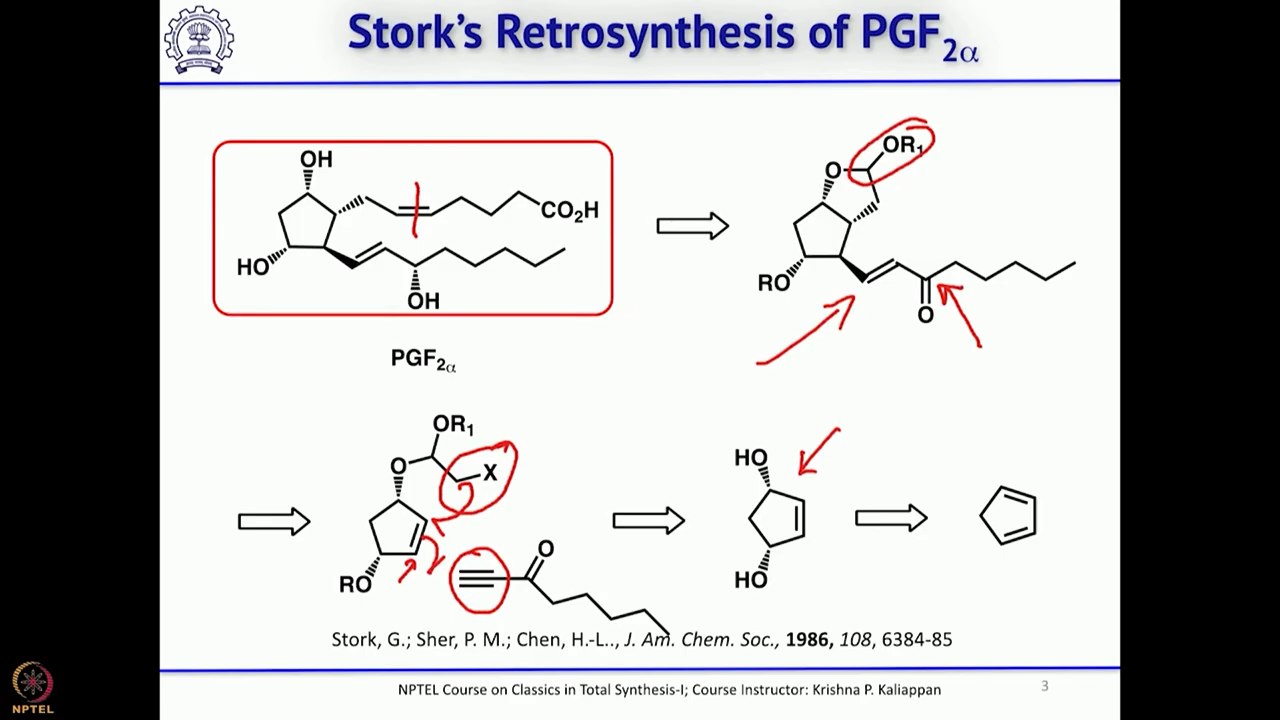 Stork's Retrosynthesis of PGF2α
OH
CO2H
HO
OH
PGF2α
OR1
O
RO
O
OR1
O
X
RO
O
HO
HO
Stork, G.; Sher, P. M.; Chen, H.-L.., J. Am. Chem. Soc., 1986, 108, 6384-85
NPTEL Course on Classics in Total Synthesis-I; Course Instructor: Krishna P. Kaliappan
3
NPTEL